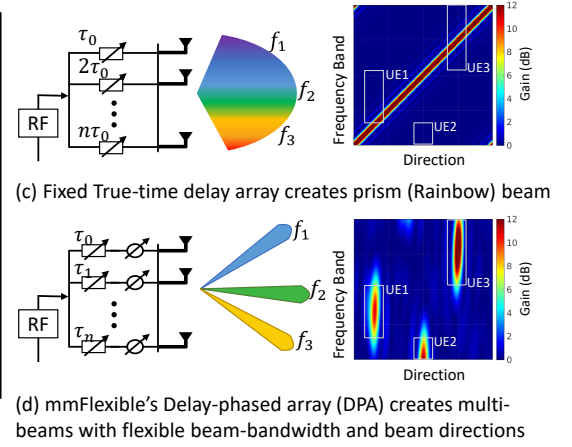 τ0
2τ0
nτ0
RF
f1
f2
f3
Frequency Band
UE1
UE2
UE3
Direction
12
10
8
6
4
2
0
Gain (dB)
(c) Fixed True-time delay array creates prism (Rainbow) beam
τ0
τ1
τn
RF
f1
f2
f3
Frequency Band
UE1
UE2
UE3
Direction
12
10
8
6
4
2
0
Gain (dB)
(d) mmFlexible's Delay-phased array (DPA) creates multi-
beams with flexible beam-bandwidth and beam directions